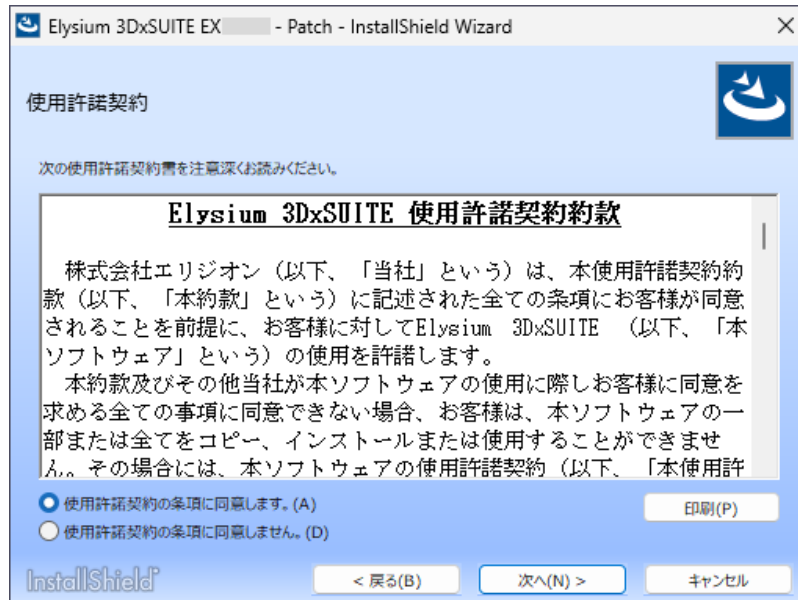 Elysium 3DxSUITE EX - Patch - InstallShield Wizard
使用許諾契約
次の使用許諾契約書を注意深くお読みください。
Elysium 3DxSUITE 使用許諾契約約款
株式会社エリジオン（以下、「当社」という）は、本使用許諾契約約
款（以下、「本約款」という）に記述された全ての条項にお客様が同意
されることを前提に、お客様に対してElysium 3DxSUITE （以下、「本
ソフトウェア」という）の使用を許諾します。
本約款及びその他当社が本ソフトウェアの使用に際しお客様に同意を
求める全ての事項に同意できない場合、お客様は、本ソフトウェアの一
部または全てをコピー、インストールまたは使用することができませ
ん。その場合には、本ソフトウェアの使用許諾契約（以下、「本使用許
使用許諾契約の条項に同意します。(A)
印刷(P)
使用許諾契約の条項に同意しません。(D)
InstallShield
< 戻る(B)
次へ(N) >
キャンセル